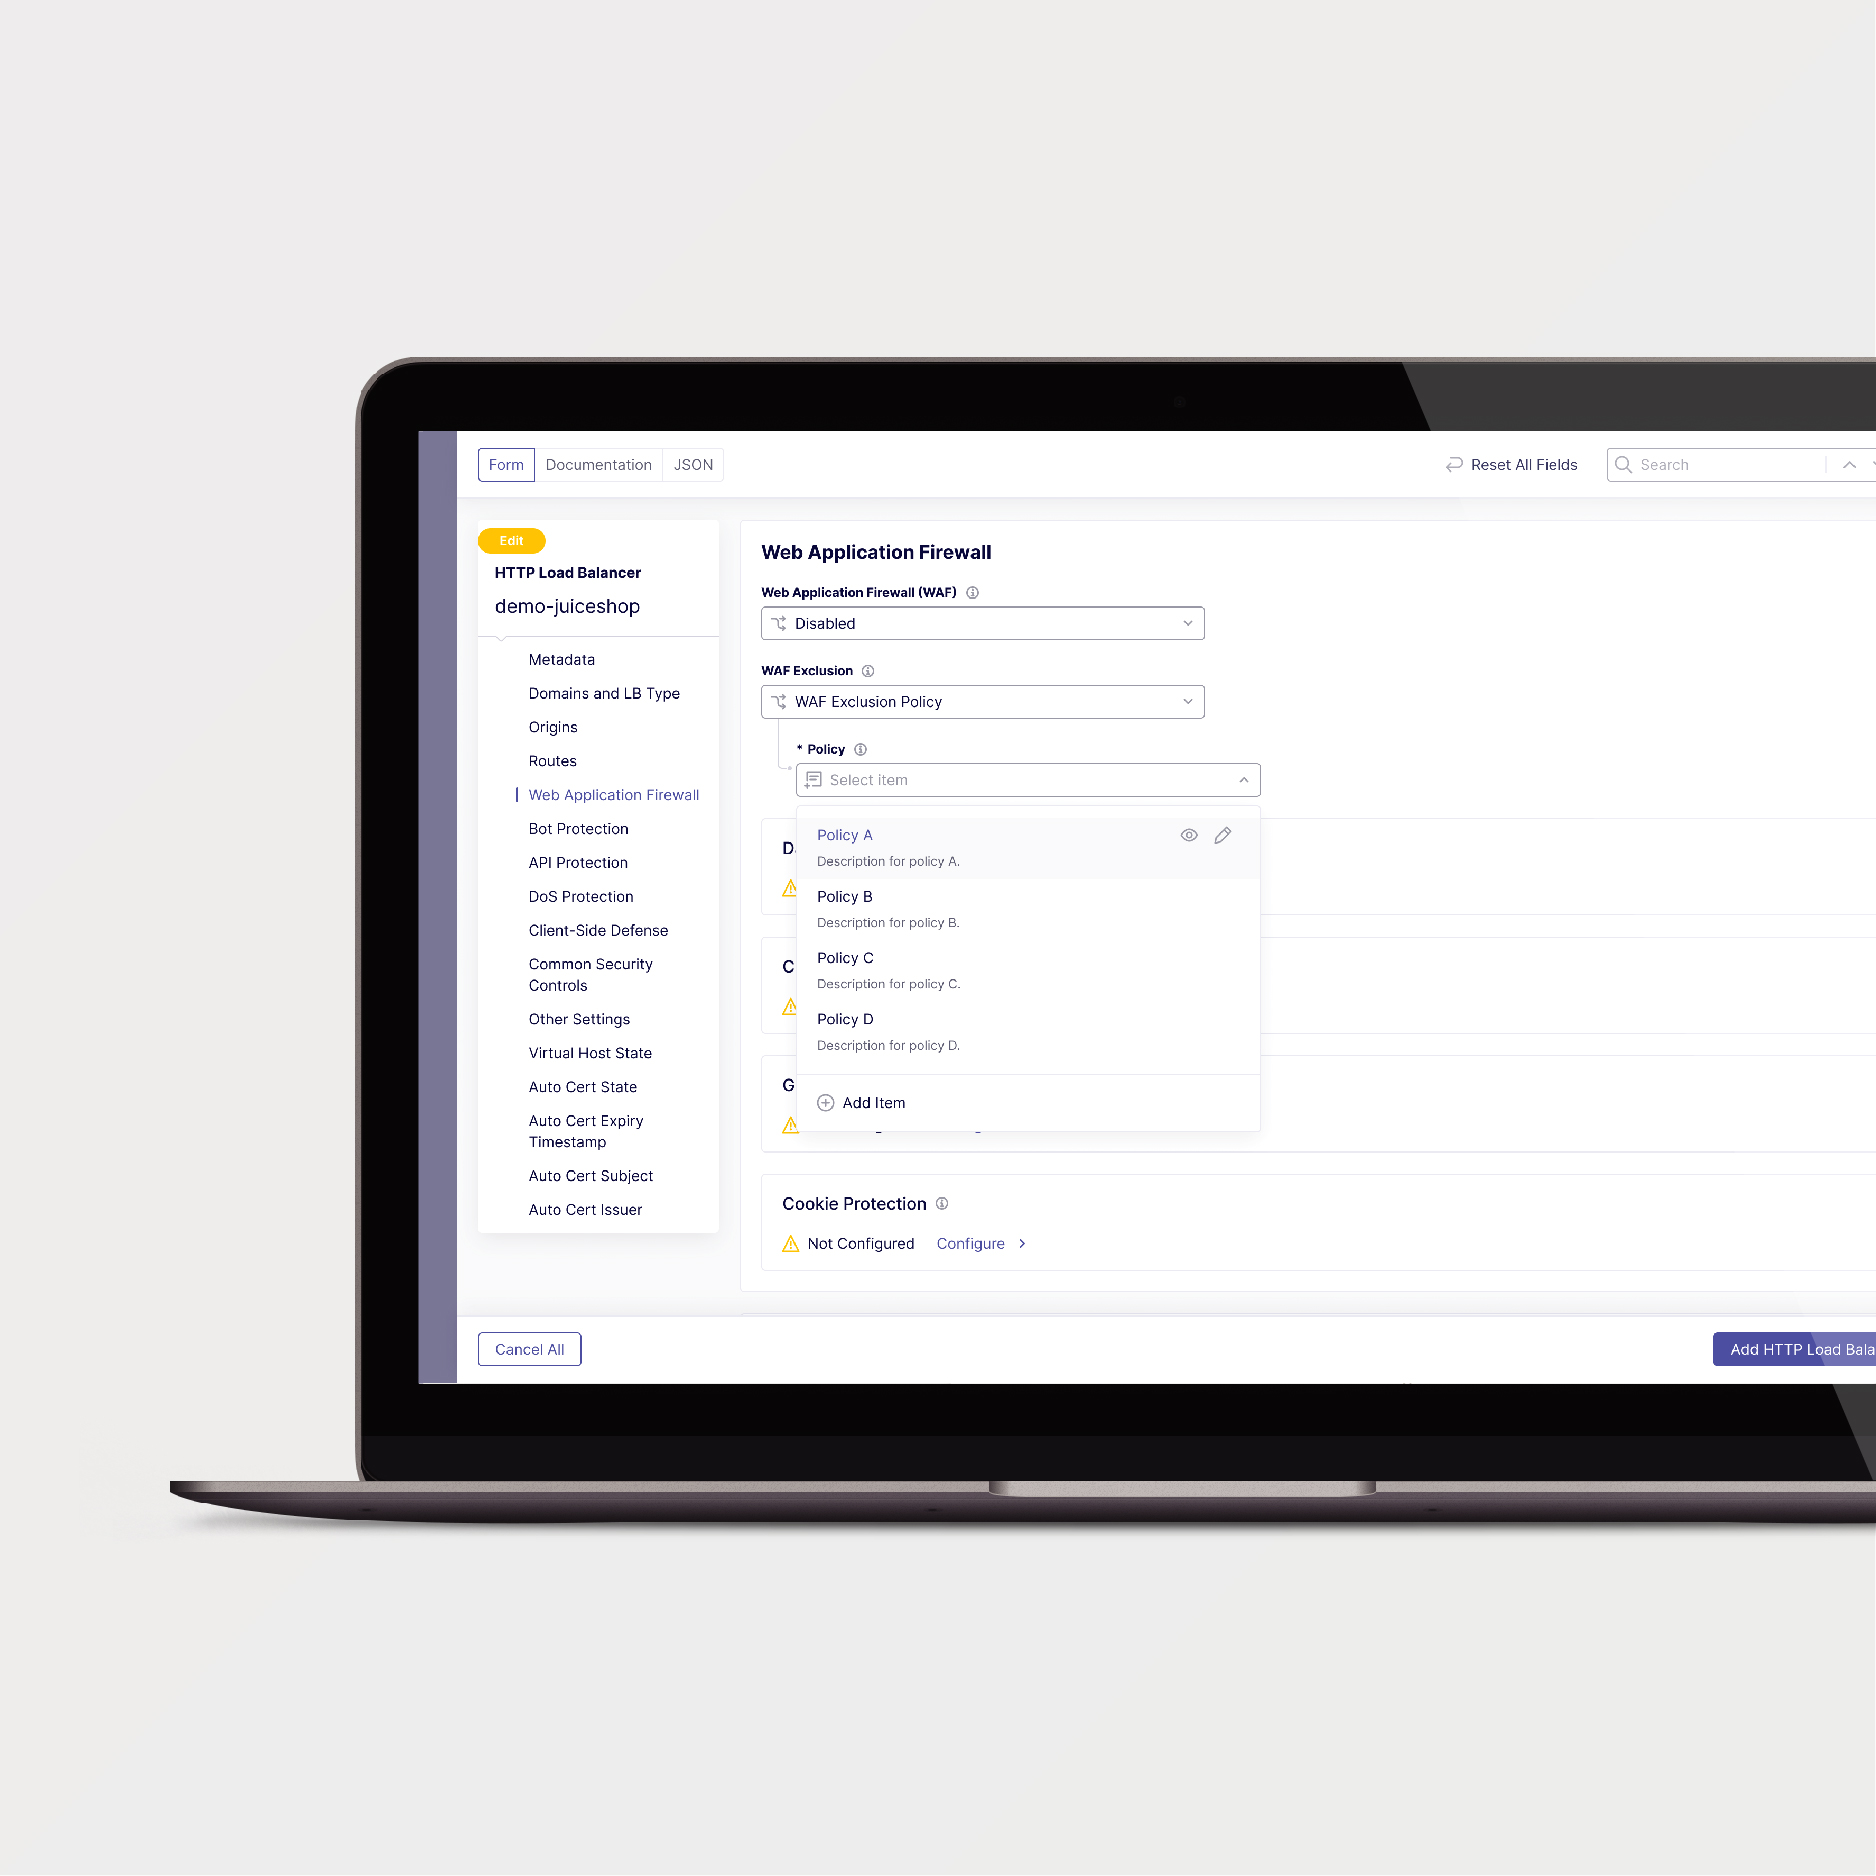 Form Documentation JSON
Reset All Fields
Search
Edit
HTTP Load Balancer
demo-juiceshop
Metadata
Domains and LB Type
Origins
Routes
Web Application Firewall
Bot Protection
API Protection
DoS Protection
Client-Side Defense
Common Security
Controls
Other Settings
Virtual Host State
Auto Cert State
Auto Cert Expiry
Timestamp
Auto Cert Subject
Auto Cert Issuer
Web Application Firewall
Web Application Firewall (WAF)
Disabled
WAF Exclusion
WAF Exclusion Policy
* Policy
Select item
Policy A
Description for policy A.
Policy B
Description for policy B.
Policy C
Description for policy C.
Policy D
Description for policy D.
Add Item
Cookie Protection
Not Configured Configure
Cancel All
Add HTTP Load